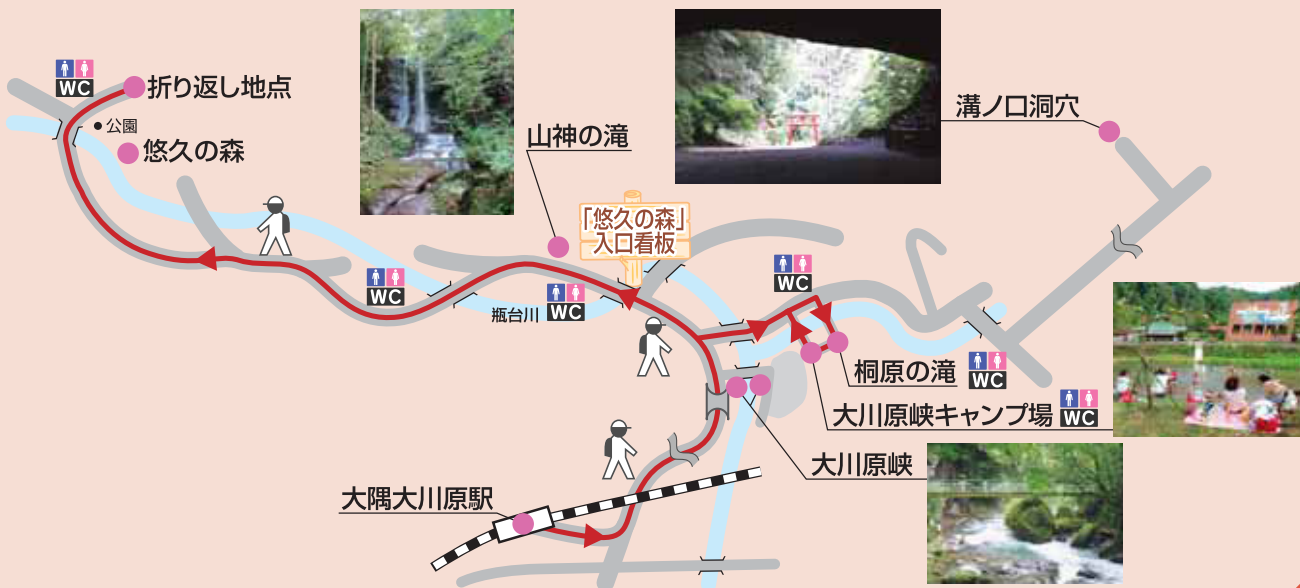 WC
折り返し地点
公園
悠久の森
山神の滝
溝ノ口洞穴
「悠久の森」
入口看板
WC
WC
瓶台川
WC
桐原の滝
WC
大川原峡キャンプ場
WC
大川原峡
大隅大川原駅